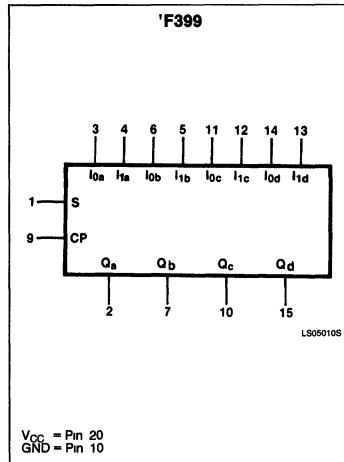 'F399
3 4 6 5 11 12 14 13
I0a I1a I0b I1b I0c I1c I0d I1d
1 S
9 CP
Qa Qb Qc Qd
2 7 10 15
LS05010S
VCC = Pin 20
GND = Pin 10